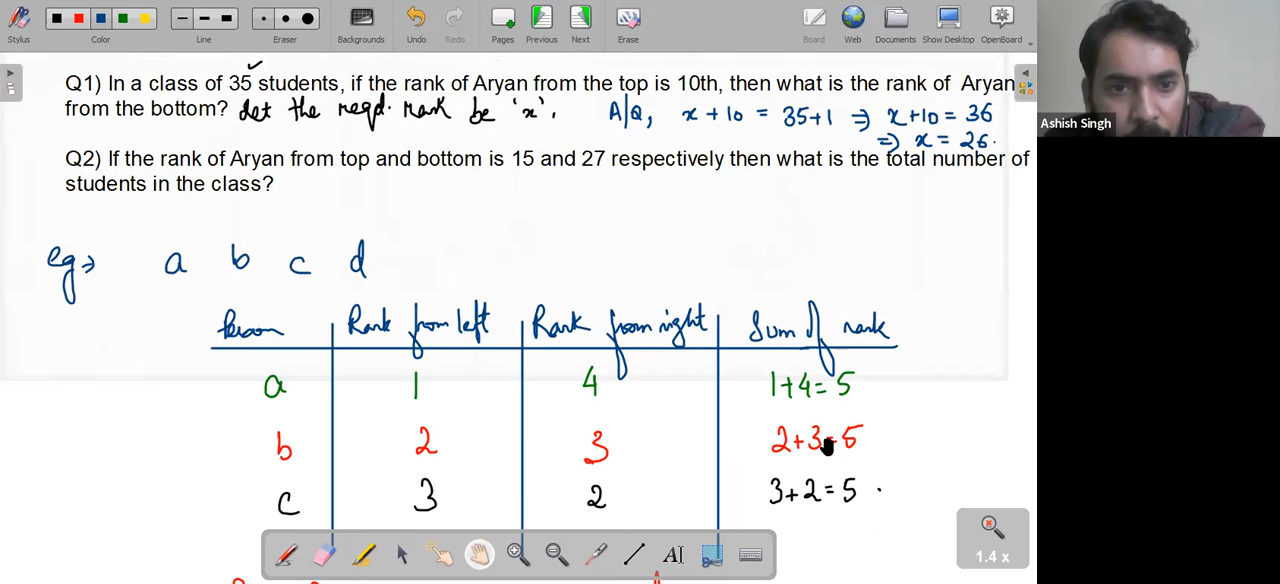 Stylus Color Line Eraser Backgrounds Undo Redo Pages Previous Next Erase Board Web Documents Show Desktop OpenBoard
Q1) In a class of 35 students, if the rank of Aryan from the top is 10th, then what is the rank of Aryan
from the bottom? Let the reqd. rank be 'x'. A/Q, x + 10 = 35+1 ⇒ x+10 = 36
⇒ x = 26.
Q2) If the rank of Aryan from top and bottom is 15 and 27 respectively then what is the total number of
students in the class?
eg⇒ a b c d
Person Rank from left Rank from right Sum of rank
a 1 4 1+4=5
b 2 3 2+3=5
c 3 2 3+2=5
Ashish Singh
AI
1.4 x